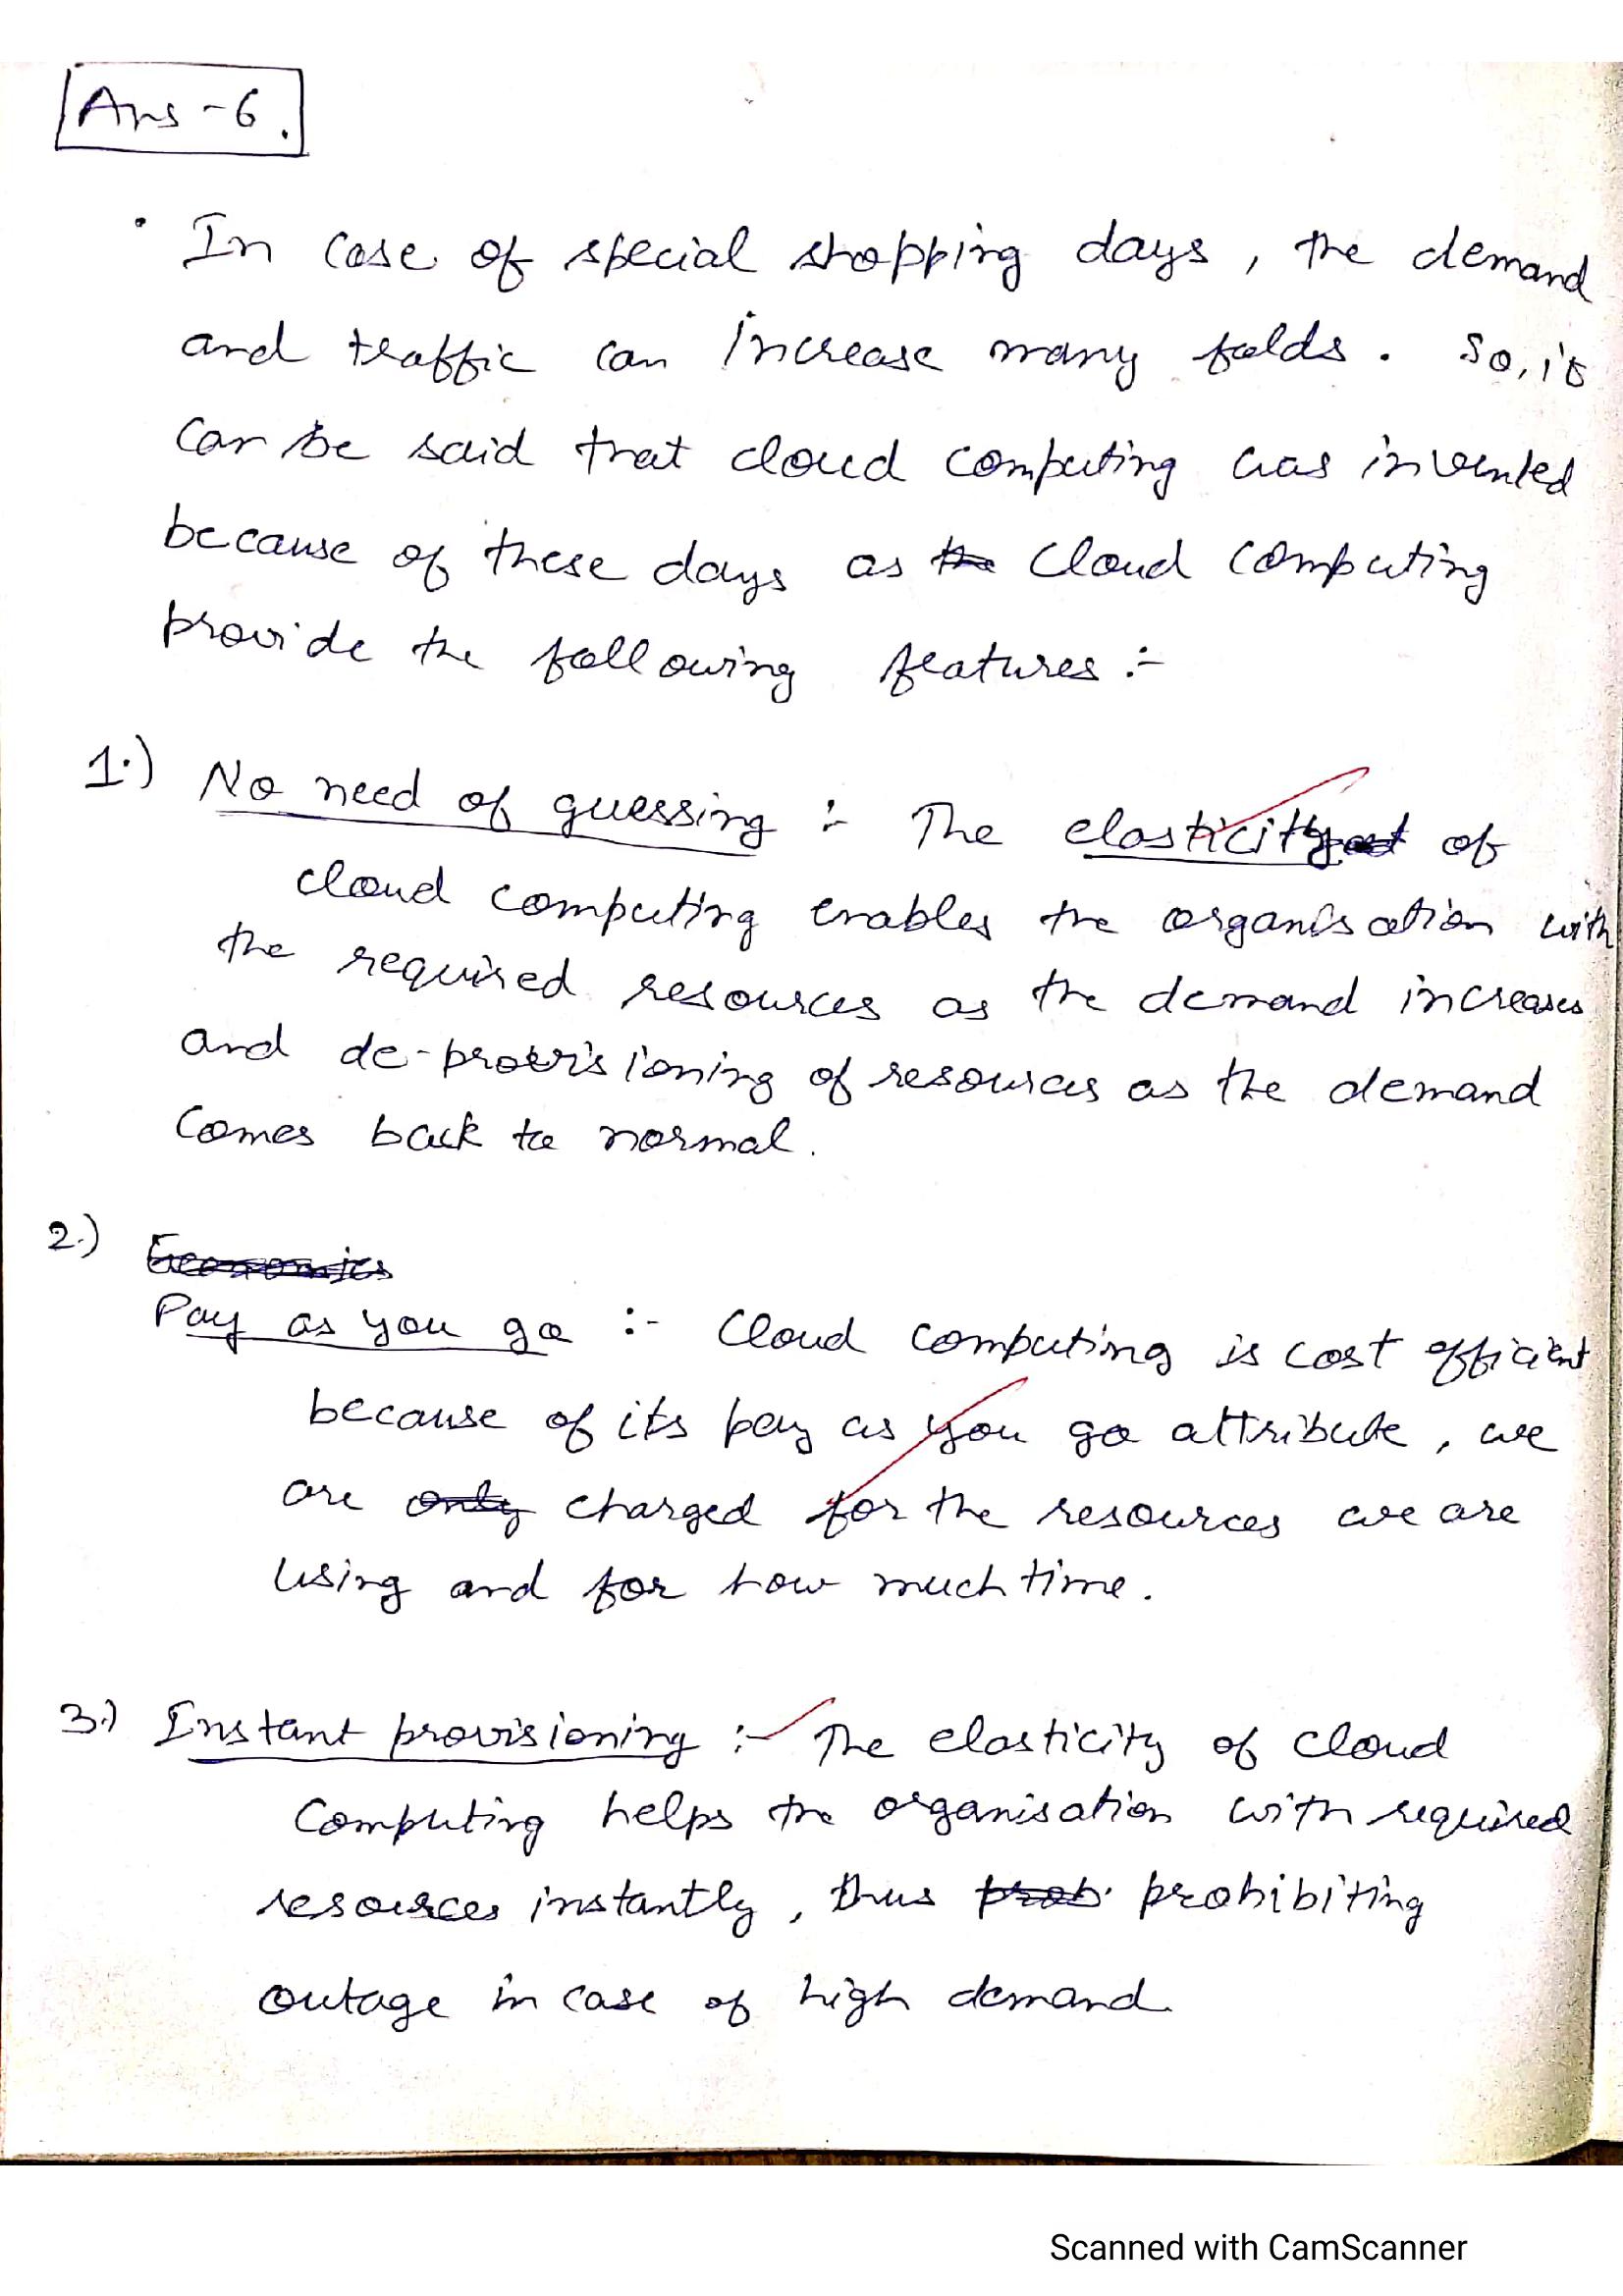 Ans - 6.
• In case of special shopping days, the demand
and traffic can increase many folds. So, it
can be said that cloud computing was invented
because of these days as the cloud computing
provide the following features :-
1.) No need of guessing :- The elasticity of
cloud computing enables the organisation with
the required resources as the demand increases
and de-provisioning of resources as the demand
comes back to normal.
2.) Economics
Pay as you go :- Cloud computing is cost efficient
because of its pay as you go attribute, we
are only charged for the resources we are
using and for how much time.
3.) Instant provisioning :- The elasticity of cloud
computing helps the organisation with required
resources instantly, thus prob prohibiting
outage in case of high demand
Scanned with CamScanner